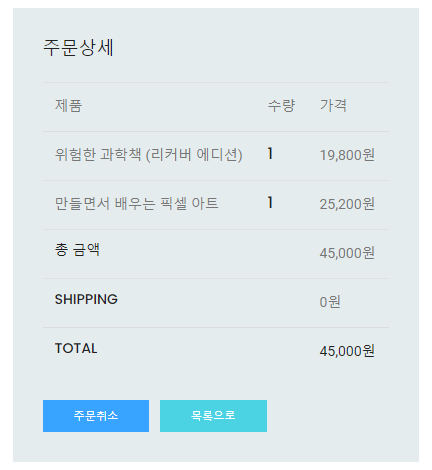 주문상세
제품 수량 가격
위험한 과학책 (리커버 에디션) 1 19,800원
만들면서 배우는 픽셀 아트 1 25,200원
총 금액 45,000원
SHIPPING 0원
TOTAL 45,000원
주문취소 목록으로